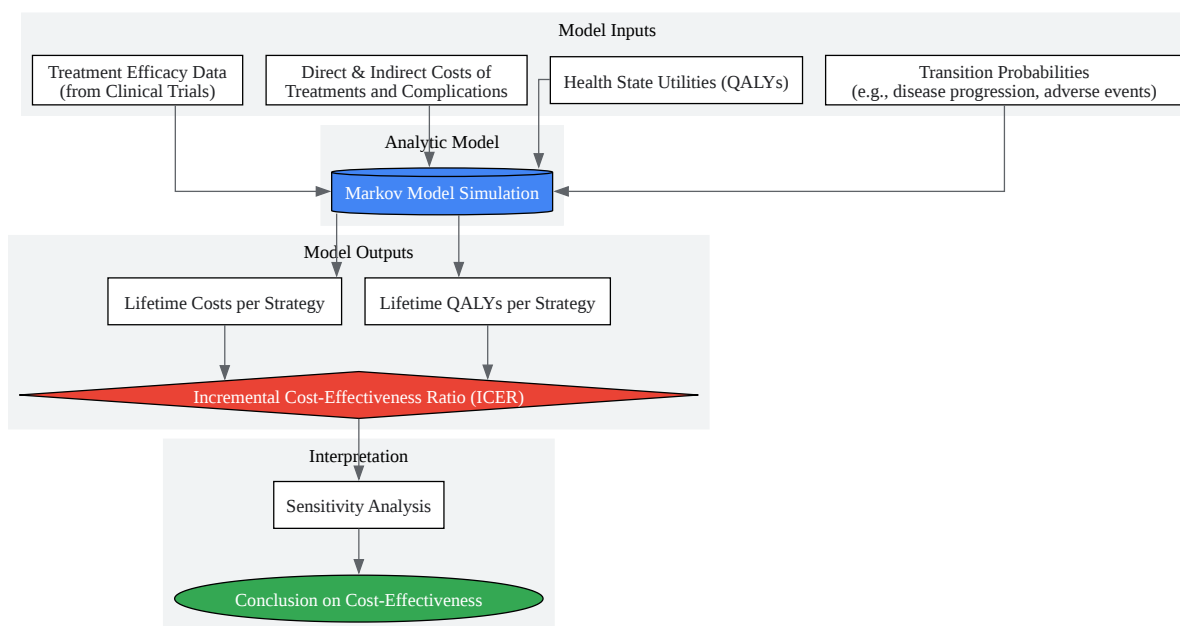 Model Inputs
Treatment Efficacy Data
(from Clinical Trials)
Direct & Indirect Costs of
Treatments and Complications
Health State Utilities (QALYs)
Transition Probabilities
(e.g., disease progression, adverse events)
Analytic Model
Markov Model Simulation
Model Outputs
Lifetime Costs per Strategy
Lifetime QALYs per Strategy
Incremental Cost-Effectiveness Ratio (ICER)
Interpretation
Sensitivity Analysis
Conclusion on Cost-Effectiveness